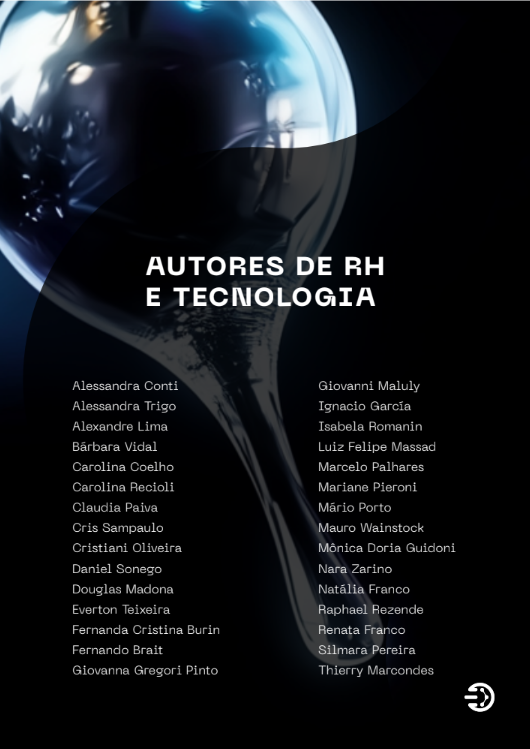 AUTORES DE RH
E TECNOLOGIA
Alessandra Conti
Alessandra Trigo
Alexandre Lima
Bárbara Vidal
Carolina Coelho
Carolina Recioli
Claudia Paiva
Cris Sampaulo
Cristiani Oliveira
Daniel Sonego
Douglas Madona
Everton Teixeira
Fernanda Cristina Burin
Fernando Brait
Giovanna Gregori Pinto
Giovanni Maluly
Ignacio García
Isabela Romanin
Luiz Felipe Massad
Marcelo Palhares
Mariane Pieroni
Mário Porto
Mauro Wainstock
Mônica Doria Guidoni
Nara Zarino
Natália Franco
Raphael Rezende
Renata Franco
Silmara Pereira
Thierry Marcondes